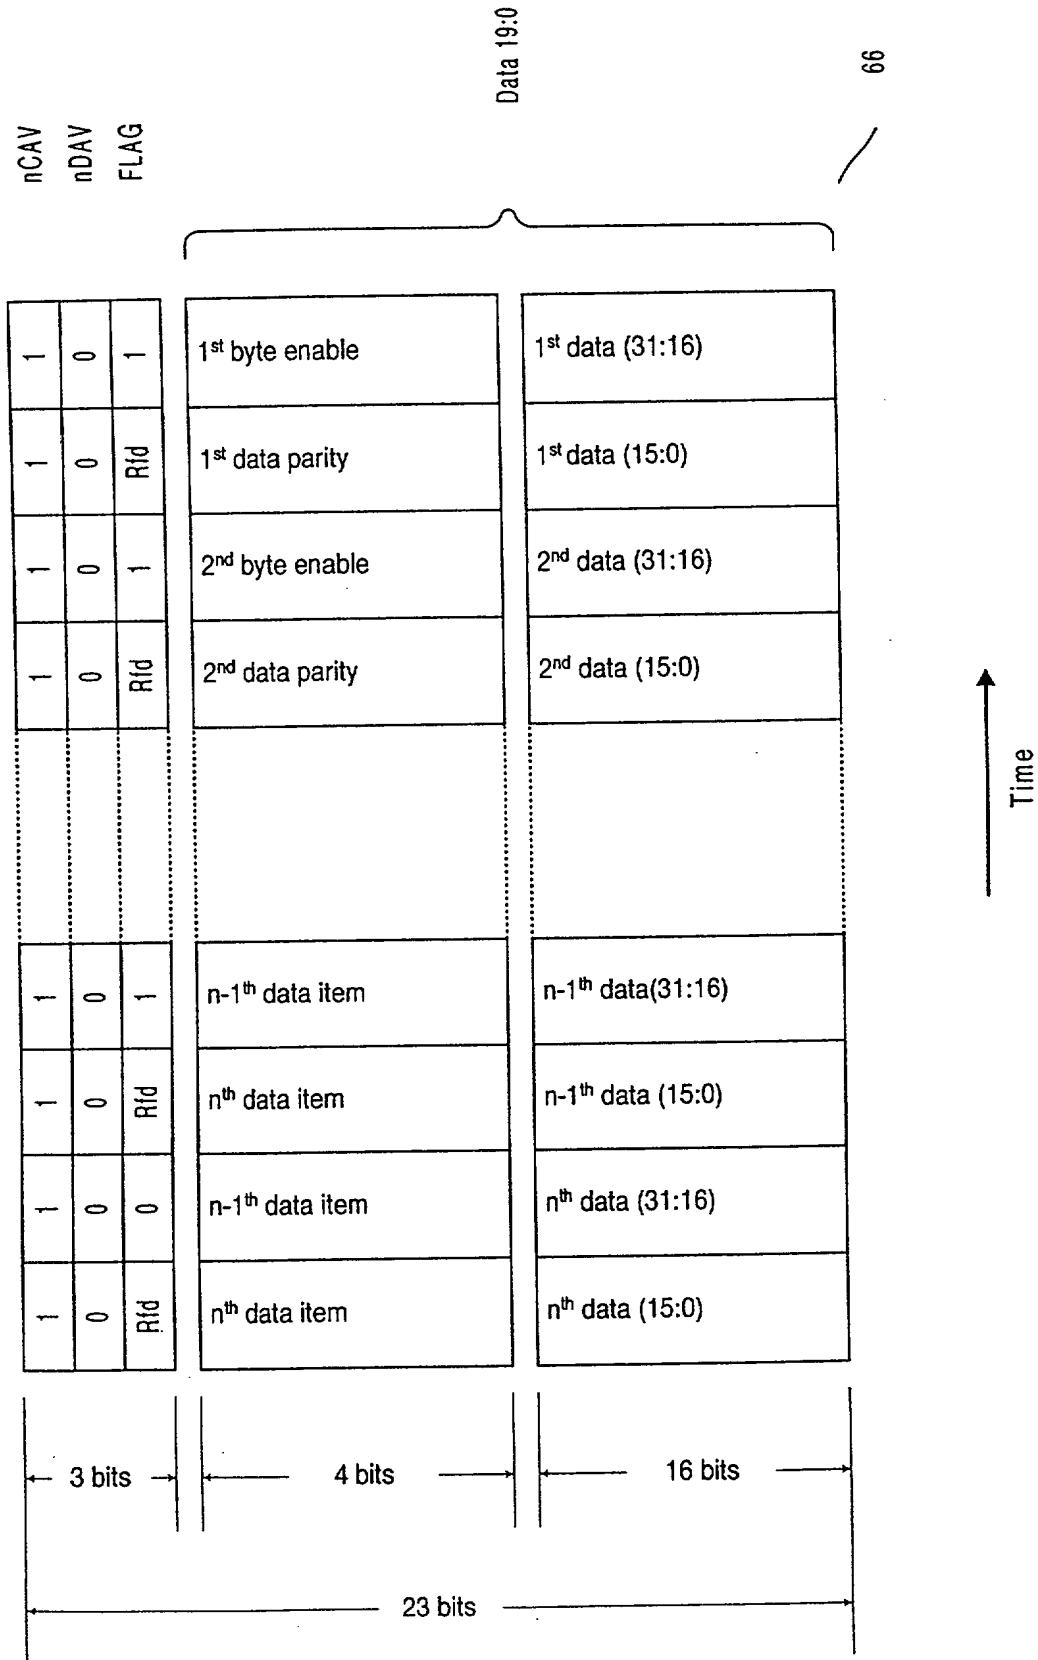 nCAV
nDAV
FLAG
Data 19:0
66
1 0 1 1st byte enable 1st data (31:16)
1 0 Rfd 1st data parity 1st data (15:0)
1 0 1 2nd byte enable 2nd data (31:16)
1 0 Rfd 2nd data parity 2nd data (15:0)
1 0 1 n-1th data item n-1th data(31:16)
1 0 Rfd nth data item n-1th data (15:0)
1 0 0 n-1th data item nth data (31:16)
1 0 Rfd nth data item nth data (15:0)
Time
3 bits 4 bits 16 bits
23 bits